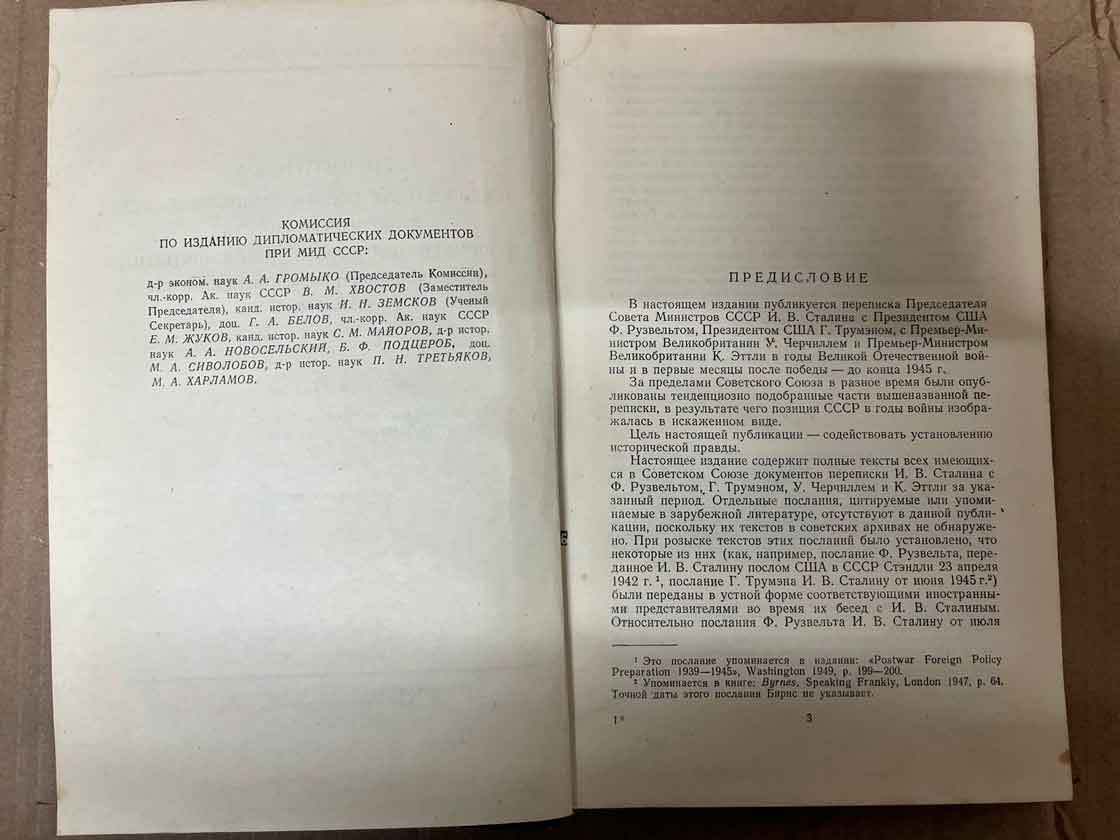 КОМИССИЯ
ПО ИЗДАНИЮ ДИПЛОМАТИЧЕСКИХ ДОКУМЕНТОВ
ПРИ МИД СССР:
д-р эконом. наук А. А. ГРОМЫКО (Председатель Комиссии),
чл.-корр. Ак. наук СССР В. М. ХВОСТОВ (Заместитель
Председателя), канд. истор. наук И. Н. ЗЕМСКОВ (Ученый
Секретарь), доц. Г. А. БЕЛОВ, чл.-корр. Ак. наук СССР
Е. М. ЖУКОВ, канд. истор. наук С. М. МАЙОРОВ, д-р истор.
наук А. А. НОВОСЕЛЬСКИЙ, Б. Ф. ПОДЦЕРОБ, доц.
М. А. СИВОЛОБОВ, д-р истор. наук П. Н. ТРЕТЬЯКОВ,
М. А. ХАРЛАМОВ.
ПРЕДИСЛОВИЕ
В настоящем издании публикуется переписка Председателя
Совета Министров СССР И. В. Сталина с Президентом США
Ф. Рузвельтом, Президентом США Г. Трумэном, с Премьер-Ми-
нистром Великобритании У. Черчиллем и Премьер-Министром
Великобритании К. Эттли в годы Великой Отечественной вой-
ны и в первые месяцы после победы — до конца 1945 г.
За пределами Советского Союза в разное время были опуб-
ликованы тенденциозно подобранные части вышеназванной пе-
реписки, в результате чего позиция СССР в годы войны изобра-
жалась в искаженном виде.
Цель настоящей публикации — содействовать установлению
исторической правды.
Настоящее издание содержит полные тексты всех имеющих-
ся в Советском Союзе документов переписки И. В. Сталина с
Ф. Рузвельтом, Г. Трумэном, У. Черчиллем и К. Эттли за ука-
занный период. Отдельные послания, цитируемые или упоми-
наемые в зарубежной литературе, отсутствуют в данной публи-
кации, поскольку их текстов в советских архивах не обнаруже-
но. При розыске текстов этих посланий было установлено, что
некоторые из них (как, например, послание Ф. Рузвельта, пере-
данное И. В. Сталину послом США в СССР Стэндли 23 апреля
1942 г. ¹, послание Г. Трумэна И. В. Сталину от июня 1945 г.²)
были переданы в устной форме соответствующими иностранны-
ми представителями во время их бесед с И. В. Сталиным.
Относительно послания Ф. Рузвельта И. В. Сталину от июля
¹ Это послание упоминается в издании: «Postwar Foreign Policy
Preparation 1939—1945», Washington 1949, p. 199—200.
² Упоминается в книге: Byrnes, Speaking Frankly, London 1947, p. 64.
Точной даты этого послания Бирнс не указывает.
1* 3